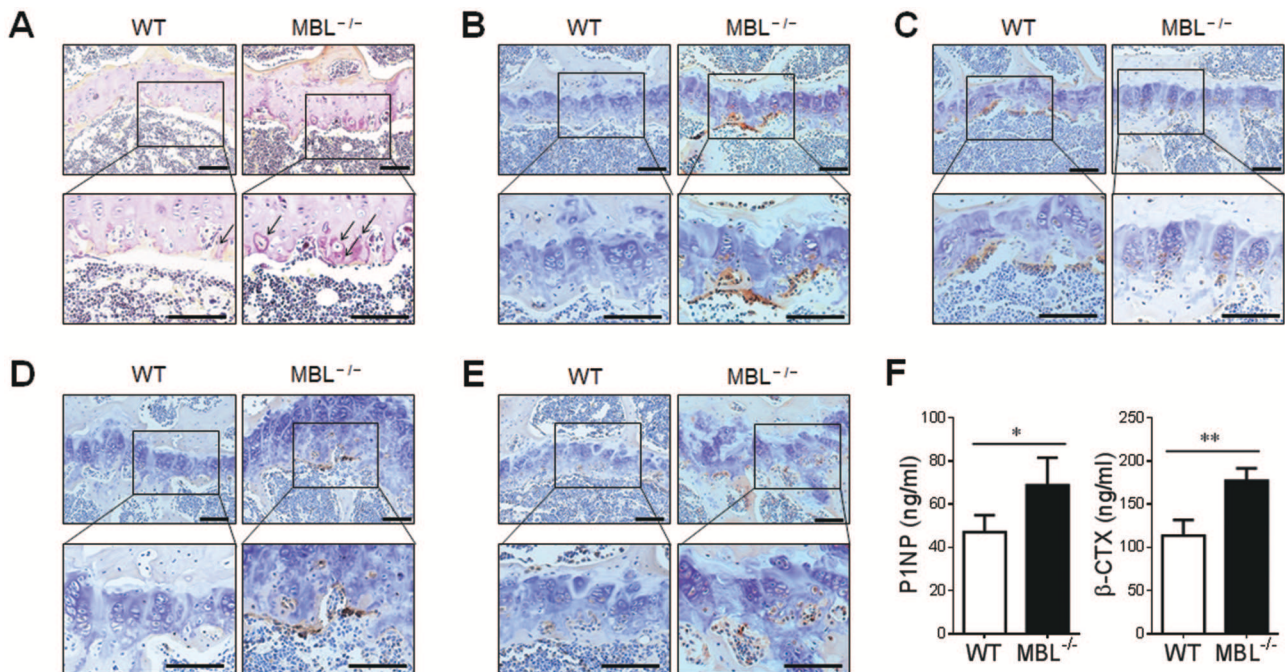 A WT MBL⁻/⁻
B WT MBL⁻/⁻
C WT MBL⁻/⁻
D WT MBL⁻/⁻
E WT MBL⁻/⁻
F
P1NP (ng/ml)
100
80
60
40
20
0
*
WT MBL⁻/⁻
β-CTX (ng/ml)
250
200
150
100
50
0
**
WT MBL⁻/⁻